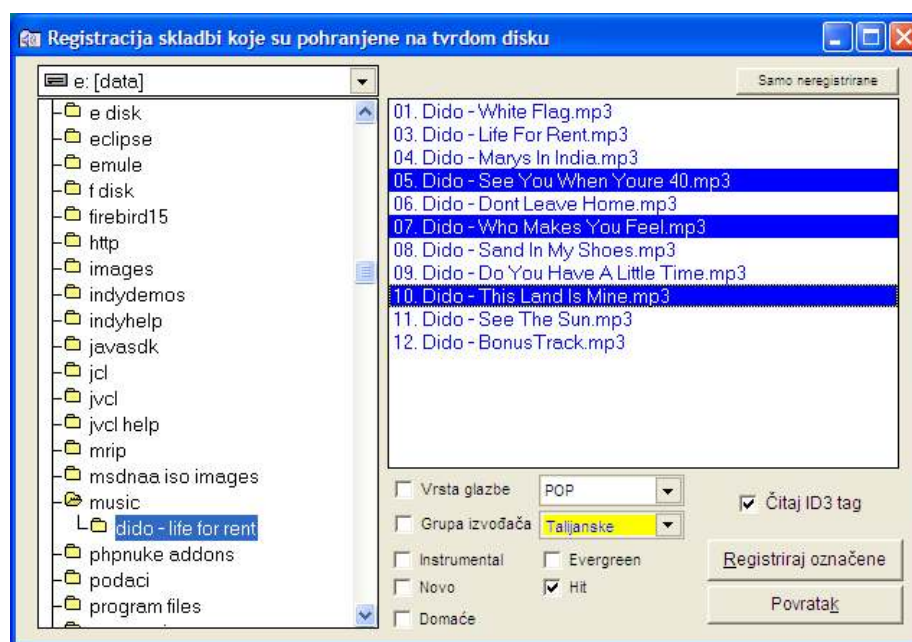 Registracija skladbi koje su pohranjene na tvrdom disku
e: [data]
Samo neregistrirane
e disk
eclipse
emule
f disk
firebird15
http
images
indydemos
indyhelp
javasdk
jcl
jvcl
jvcl help
mrip
msdnaa iso images
music
dido - life for rent
phpnuke addons
podaci
program files
01. Dido - White Flag.mp3
03. Dido - Life For Rent.mp3
04. Dido - Marys In India.mp3
05. Dido - See You When Youre 40.mp3
06. Dido - Dont Leave Home.mp3
07. Dido - Who Makes You Feel.mp3
08. Dido - Sand In My Shoes.mp3
09. Dido - Do You Have A Little Time.mp3
10. Dido - This Land Is Mine.mp3
11. Dido - See The Sun.mp3
12. Dido - BonusTrack.mp3
Vrsta glazbe POP
Čitaj ID3 tag
Grupa izvođača Talijanske
Instrumental Evergreen
Registriraj označene
Novo Hit
Povratak
Domaće